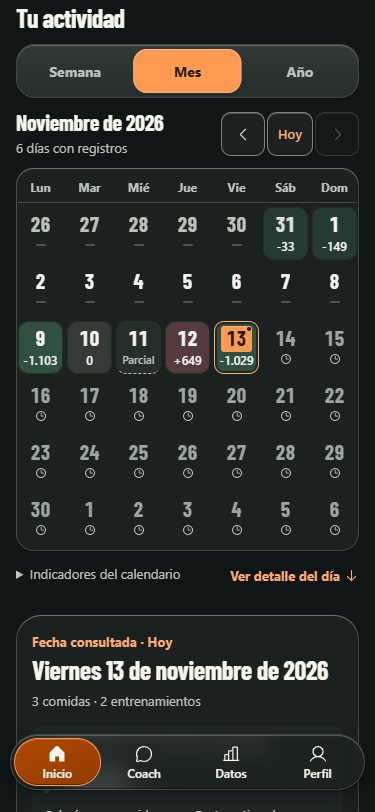 Tu actividad
Semana Mes Año
Noviembre de 2026
6 días con registros
Hoy
Lun Mar Mié Jue Vie Sáb Dom
26 27 28 29 30 31 1
— — — — — -33 -149
2 3 4 5 6 7 8
— — — — — — —
9 10 11 12 13 14 15
-1.103 0 Parcial +649 -1.029
16 17 18 19 20 21 22
23 24 25 26 27 28 29
30 1 2 3 4 5 6
Indicadores del calendario
Ver detalle del día ↓
Fecha consultada · Hoy
Viernes 13 de noviembre de 2026
3 comidas · 2 entrenamientos
Inicio Coach Datos Perfil